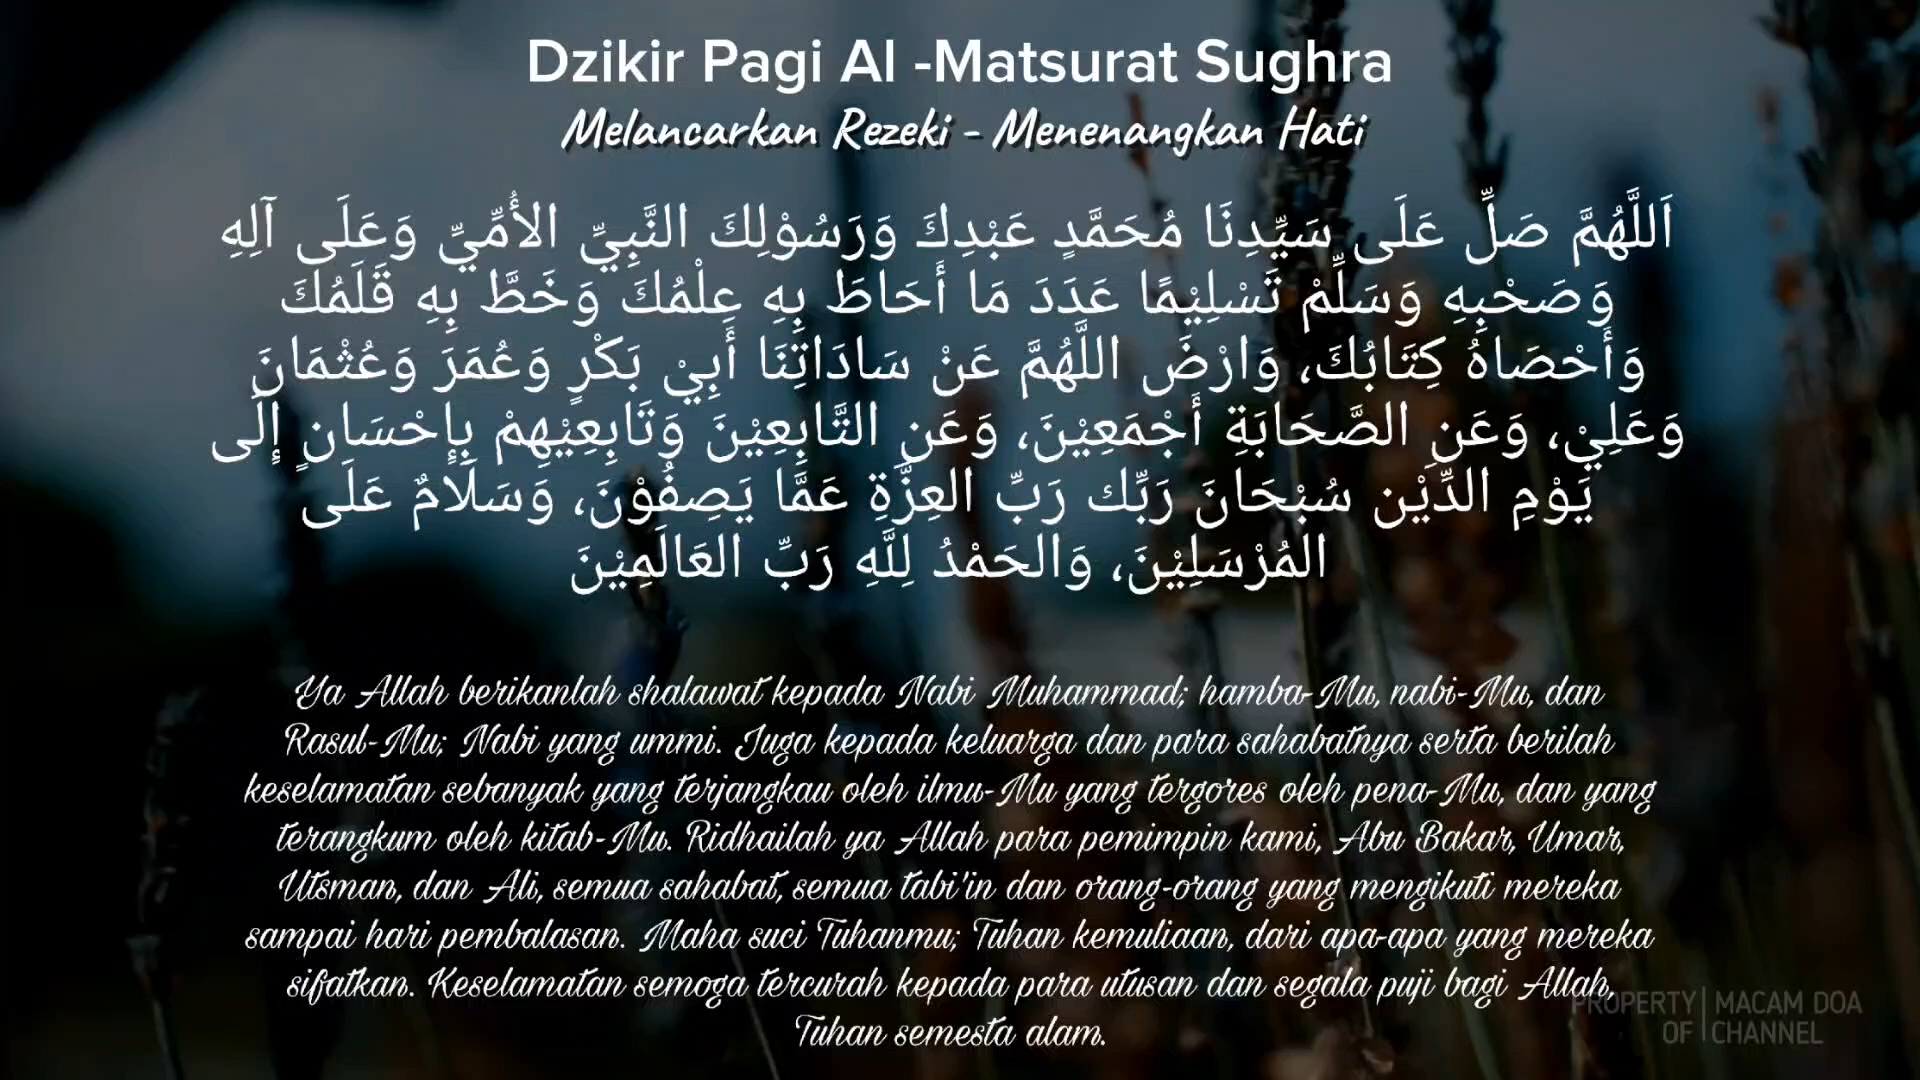 Dzikir Pagi Al -Matsurat Sughra
Melancarkan Rezeki - Menenangkan Hati
اَللَّهُمَّ صَلِّ عَلَى سَيِّدِنَا مُحَمَّدٍ عَبْدِكَ وَرَسُوْلِكَ النَّبِيِّ الأُمِّيِّ وَعَلَى آلِهِ
وَصَحْبِهِ وَسَلِّمْ تَسْلِيْمًا عَدَدَ مَا أَحَاطَ بِهِ عِلْمُكَ وَخَطَّ بِهِ قَلَمُكَ
وَأَحْصَاهُ كِتَابُكَ، وَارْضَ اللَّهُمَّ عَنْ سَادَاتِنَا أَبِيْ بَكْرٍ وَعُمَرَ وَعُثْمَانَ
وَعَلِيْ، وَعَنِ الصَّحَابَةِ أَجْمَعِيْنَ، وَعَنِ التَّابِعِيْنَ وَتَابِعِيْهِمْ بِإِحْسَانٍ إِلَى
يَوْمِ الدِّيْن سُبْحَانَ رَبِّك رَبِّ العِزَّةِ عَمَّا يَصِفُوْنَ، وَسَلَامٌ عَلَى
المُرْسَلِيْنَ، وَالحَمْدُ لِلَّهِ رَبِّ العَالَمِيْنَ
Ya Allah berikanlah shalawat kepada Nabi Muhammad; hamba-Mu, nabi-Mu, dan
Rasul-Mu; Nabi yang ummi. Juga kepada keluarga dan para sahabatnya serta berilah
keselamatan sebanyak yang terjangkau oleh ilmu-Mu yang tergores oleh pena-Mu, dan yang
terangkum oleh kitab-Mu. Ridhailah ya Allah para pemimpin kami, Abu Bakar, Umar,
Utsman, dan Ali, semua sahabat, semua tabi'in dan orang-orang yang mengikuti mereka
sampai hari pembalasan. Maha suci Tuhanmu; Tuhan kemuliaan, dari apa-apa yang mereka
sifatkan. Keselamatan semoga tercurah kepada para utusan dan segala puji bagi Allah,
Tuhan semesta alam.
PROPERTY OF
MACAM DOA CHANNEL